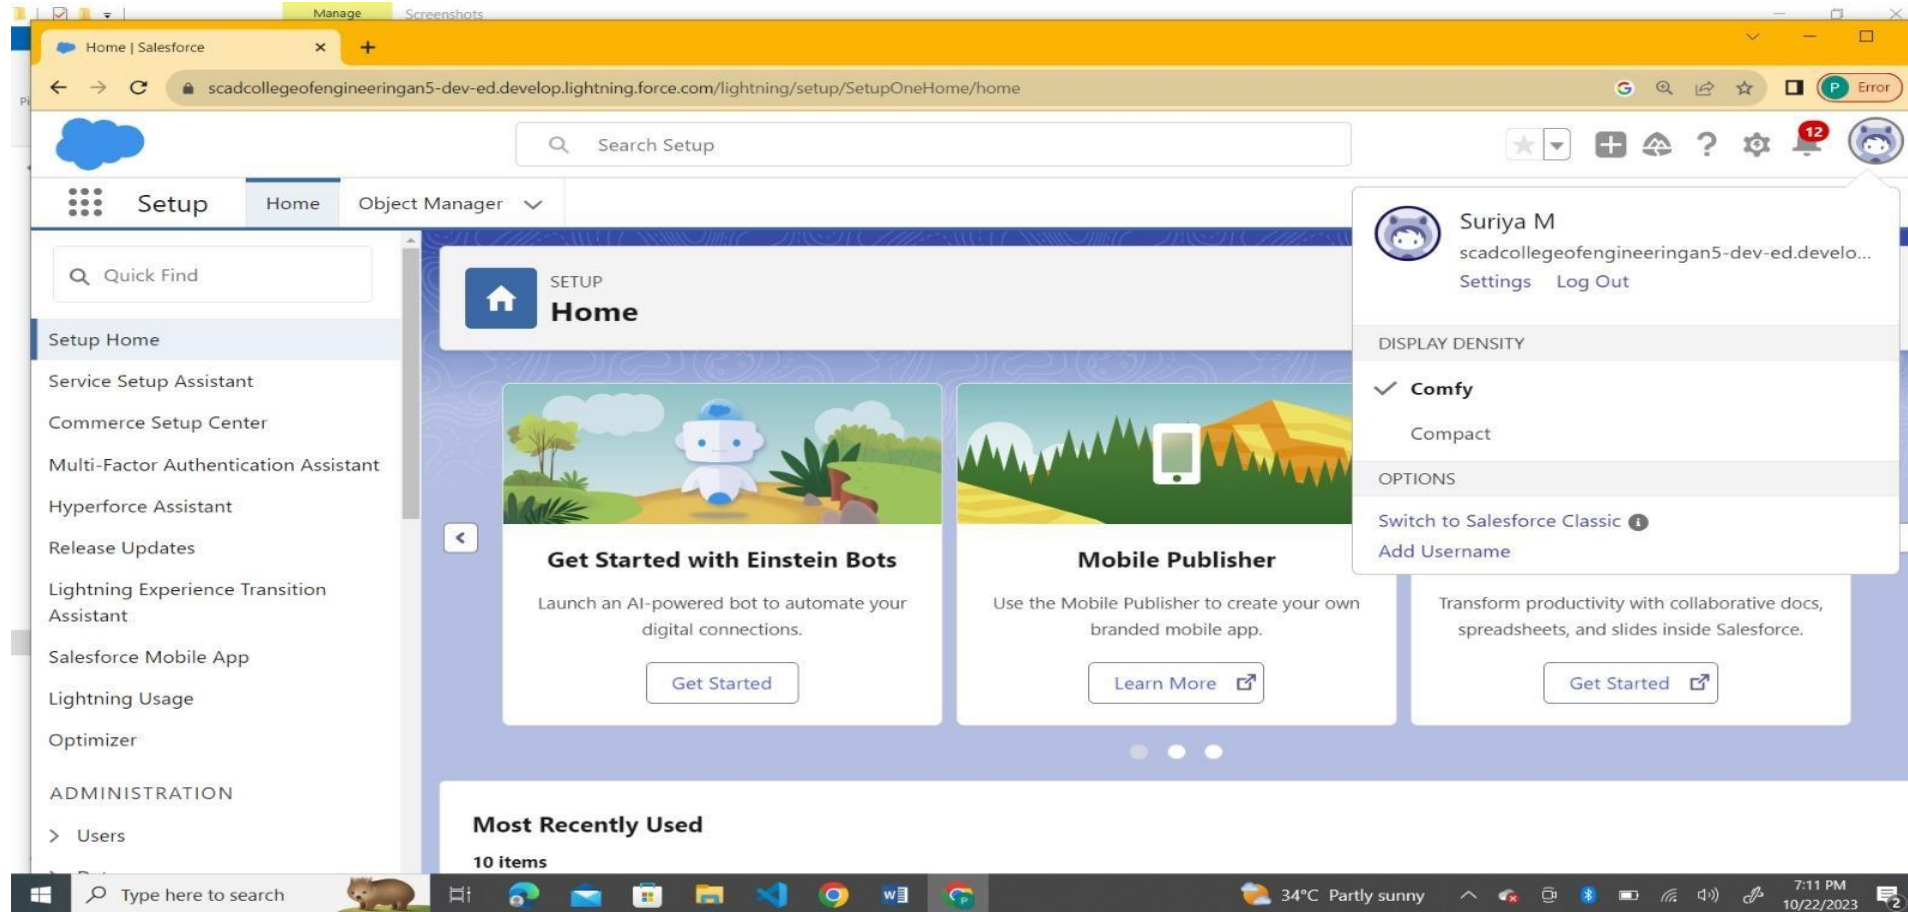 Manage Screenshots
Home | Salesforce
scadcollegeofengineeringan5-dev-ed.develop.lightning.force.com/lightning/setup/SetupOneHome/home
P Error
Search Setup
12
Setup Home Object Manager
Suriya M
scadcollegeofengineeringan5-dev-ed.develo...
Settings Log Out
Quick Find
SETUP
Home
DISPLAY DENSITY
Comfy
Compact
OPTIONS
Switch to Salesforce Classic
Add Username
Setup Home
Service Setup Assistant
Commerce Setup Center
Multi-Factor Authentication Assistant
Hyperforce Assistant
Release Updates
Lightning Experience Transition
Assistant
Salesforce Mobile App
Lightning Usage
Optimizer
ADMINISTRATION
Users
Get Started with Einstein Bots
Launch an AI-powered bot to automate your
digital connections.
Get Started
Mobile Publisher
Use the Mobile Publisher to create your own
branded mobile app.
Learn More
Transform productivity with collaborative docs,
spreadsheets, and slides inside Salesforce.
Get Started
Most Recently Used
10 items
Type here to search
34°C Partly sunny
7:11 PM
10/22/2023
2